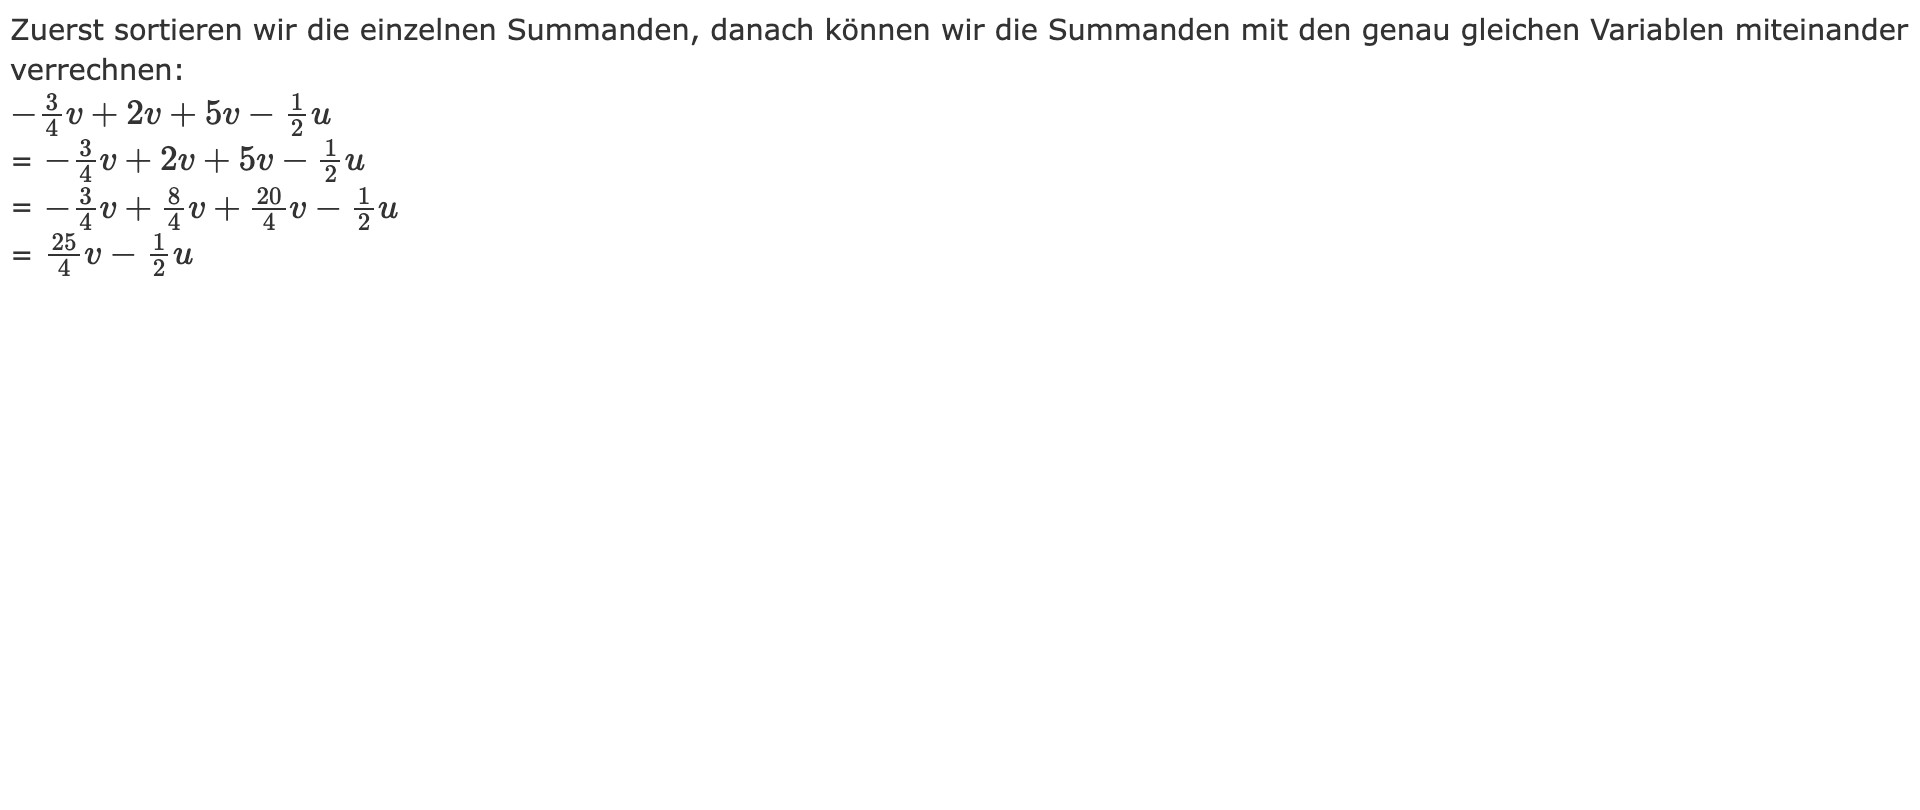 Zuerst sortieren wir die einzelnen Summanden, danach können wir die Summanden mit den genau gleichen Variablen miteinander
verrechnen:
$-\frac{3}{4}v + 2v + 5v - \frac{1}{2}u$
$= -\frac{3}{4}v + 2v + 5v - \frac{1}{2}u$
$= -\frac{3}{4}v + \frac{8}{4}v + \frac{20}{4}v - \frac{1}{2}u$
$= \frac{25}{4}v - \frac{1}{2}u$